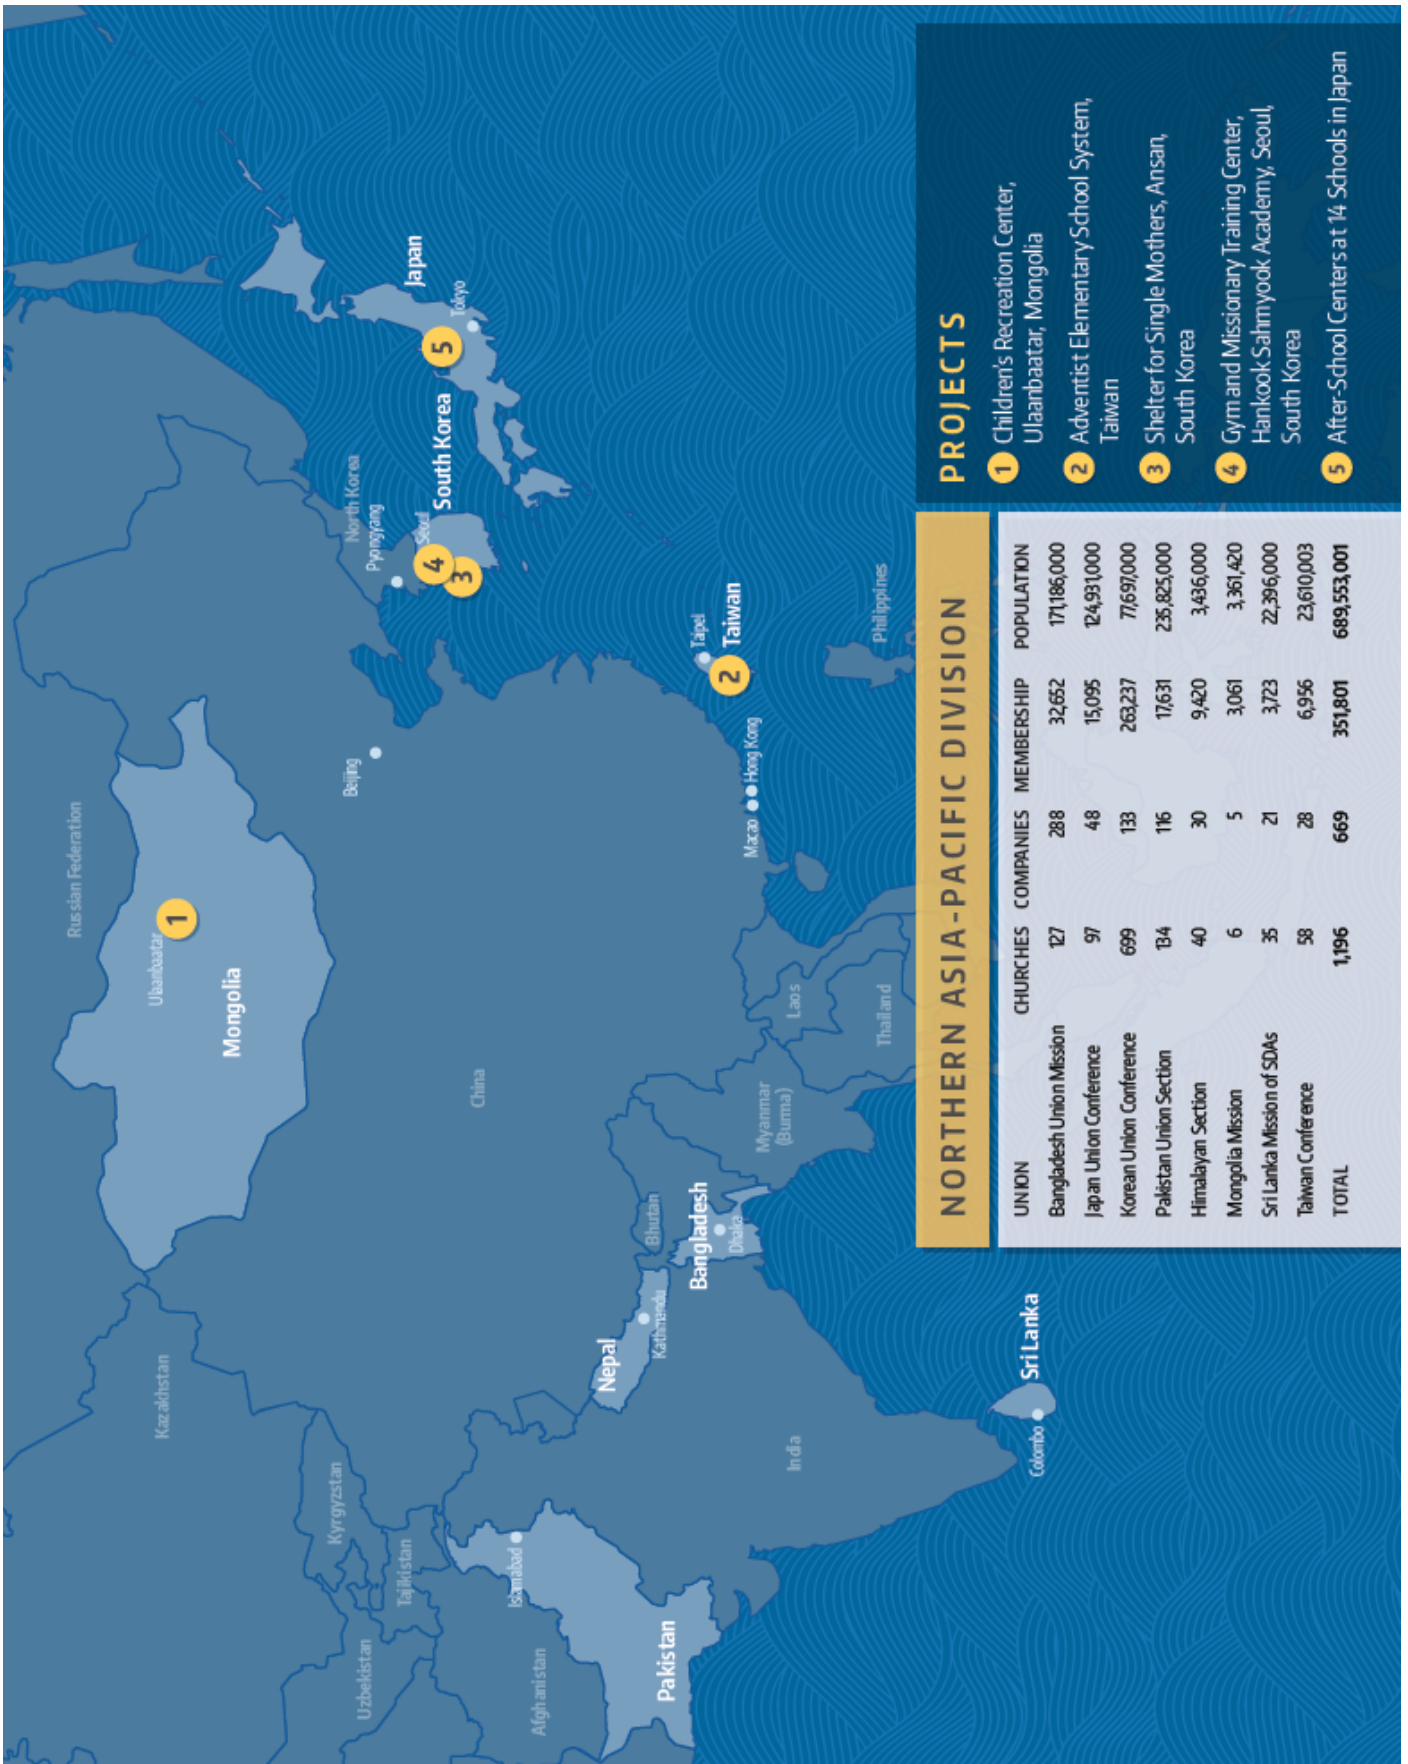 Russian Federation
Kazakhstan
Ulaanbaatar
1
Mongolia
Kyrgyzstan
Uzbekistan
Tajikistan
Beijing
North Korea
Pyongyang
Seoul
4
3
South Korea
Japan
5
Tokyo
China
Islamabad
Afghanistan
Pakistan
Nepal
Kathmandu
Bhutan
Bangladesh
Dhaka
India
Myanmar
(Burma)
Laos
Thailand
Macao
Hong Kong
Taipei
2
Taiwan
Philippines
Sri Lanka
Colombo
NORTHERN ASIA-PACIFIC DIVISION
UNION CHURCHES COMPANIES MEMBERSHIP POPULATION
Bangladesh Union Mission 127 288 32,652 171,186,000
Japan Union Conference 97 48 15,095 124,931,000
Korean Union Conference 699 133 263,237 77,697,000
Pakistan Union Section 134 116 17,631 235,825,000
Himalayan Section 40 30 9,420 3,436,000
Mongolia Mission 6 5 3,061 3,361,420
Sri Lanka Mission of SDAs 35 21 3,723 22,396,000
Taiwan Conference 58 28 6,956 23,610,003
TOTAL 1,196 669 351,801 689,553,001
PROJECTS
1 Children's Recreation Center,
Ulaanbaatar, Mongolia
2 Adventist Elementary School System,
Taiwan
3 Shelter for Single Mothers, Ansan,
South Korea
4 Gym and Missionary Training Center,
Hankook Sahmyook Academy, Seoul,
South Korea
5 After-School Centers at 14 Schools in Japan